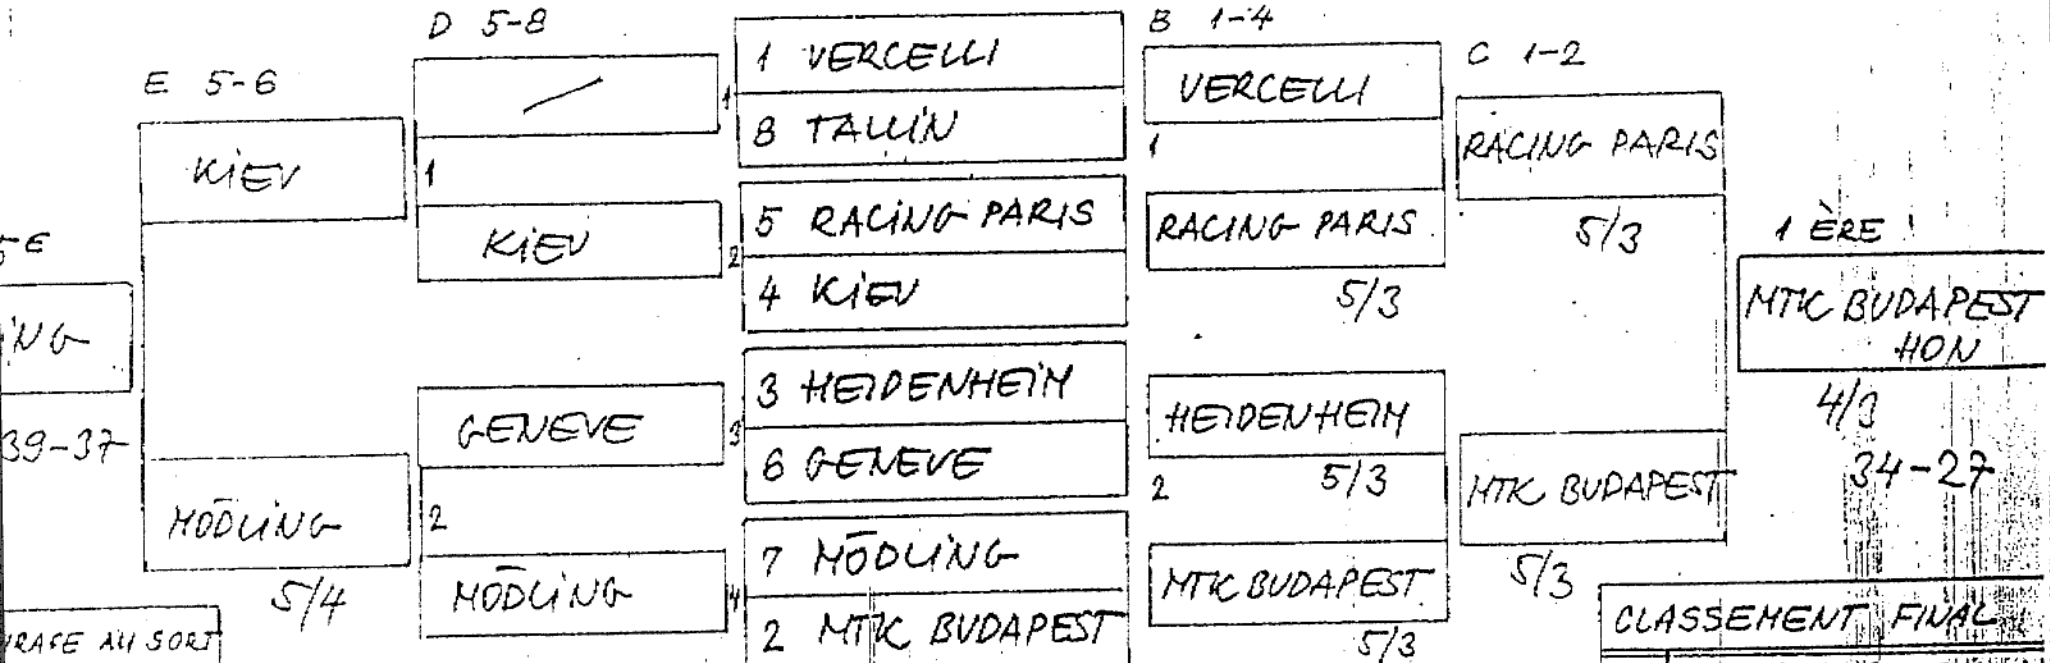 D 5-8
B 1-4
C 1-2
E 5-6
1 VERCELLI
8 TALLIN
5 RACING PARIS
4 KIEV
3 HEIDENHEIM
6 GENEVE
7 MÖDLING
2 MTK BUDAPEST
1
2
3
4
/
1
KIEV
GENEVE
2
MÖDLING
KIEV
MÖDLING
5/4
39-37
VERCELLI
1
RACING PARIS
5/3
HEIDENHEIM
5/3
2
MTK BUDAPEST
5/3
RACING PARIS
5/3
MTK BUDAPEST
5/3
1 ÈRE
MTK BUDAPEST
HON
4/3
34-27
AU SORT
CLASSEMENT FINAL